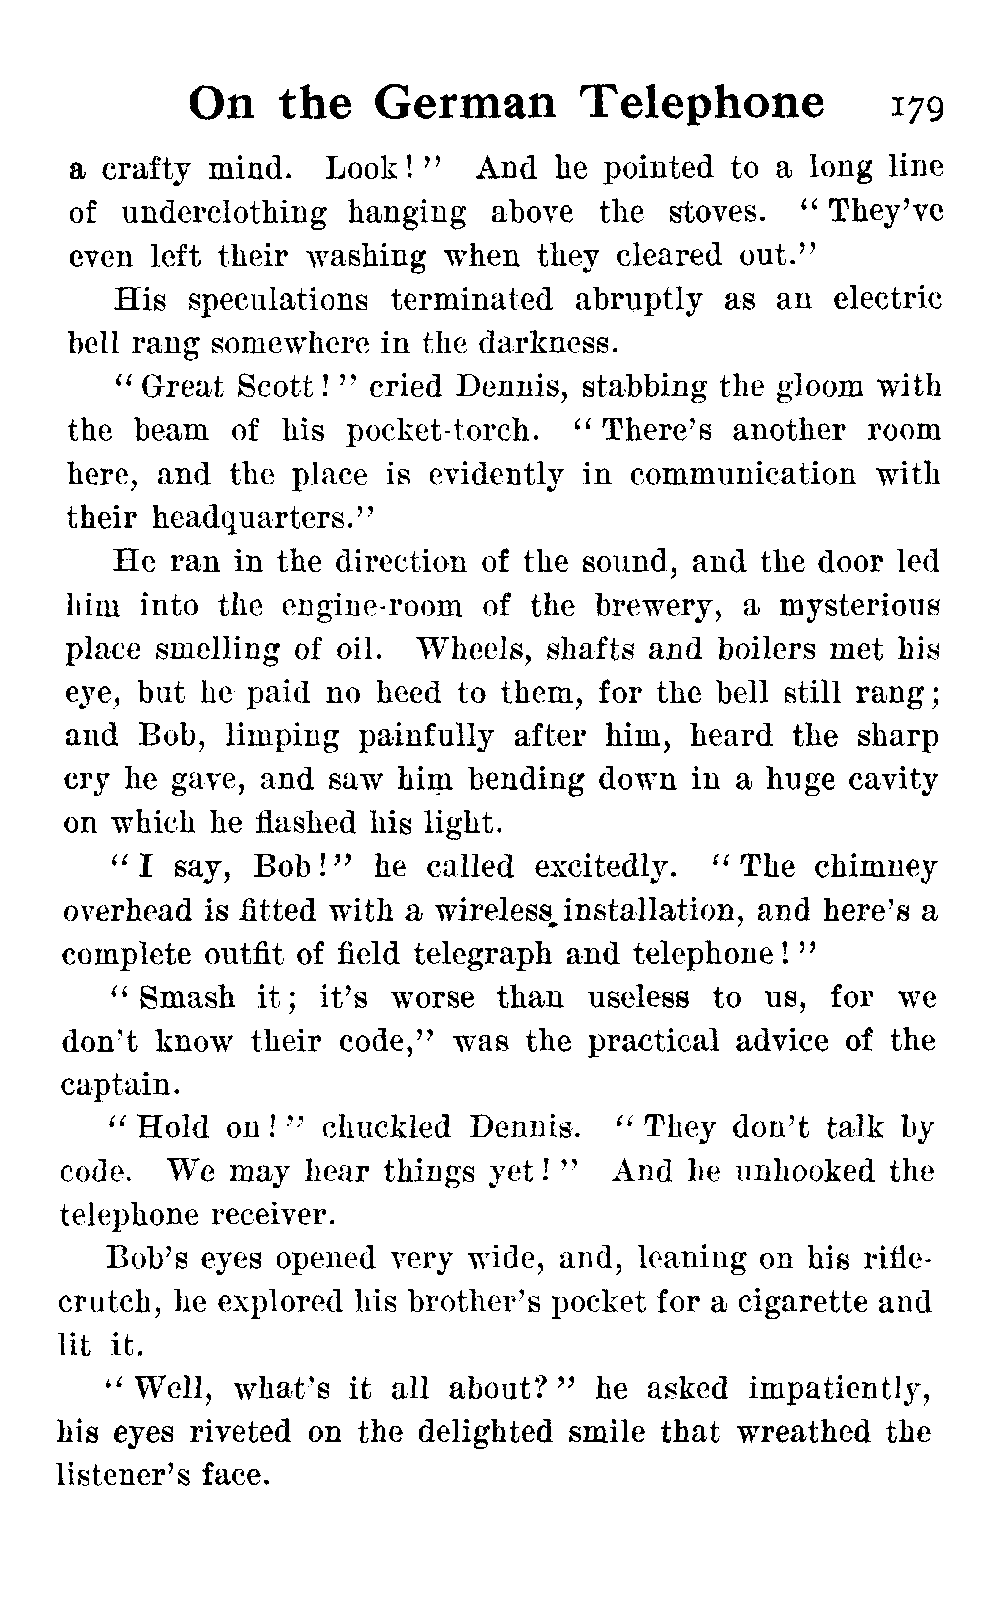 On the German Telephone 179
a crafty mind. Look!" And he pointed to a long line
of underclothing hanging above the stoves. "They've
even left their washing when they cleared out."
His speculations terminated abruptly as an electric
bell rang somewhere in the darkness.
"Great Scott!" cried Dennis, stabbing the gloom with
the beam of his pocket-torch. "There's another room
here, and the place is evidently in communication with
their headquarters."
He ran in the direction of the sound, and the door led
him into the engine-room of the brewery, a mysterious
place smelling of oil. Wheels, shafts and boilers met his
eye, but he paid no heed to them, for the bell still rang;
and Bob, limping painfully after him, heard the sharp
cry he gave, and saw him bending down in a huge cavity
on which he flashed his light.
"I say, Bob!" he called excitedly. "The chimney
overhead is fitted with a wireless installation, and here's a
complete outfit of field telegraph and telephone!"
"Smash it; it's worse than useless to us, for we
don't know their code," was the practical advice of the
captain.
"Hold on!" chuckled Dennis. "They don't talk by
code. We may hear things yet!" And he unhooked the
telephone receiver.
Bob's eyes opened very wide, and, leaning on his rifle-
crutch, he explored his brother's pocket for a cigarette and
lit it.
"Well, what's it all about?" he asked impatiently,
his eyes riveted on the delighted smile that wreathed the
listener's face.